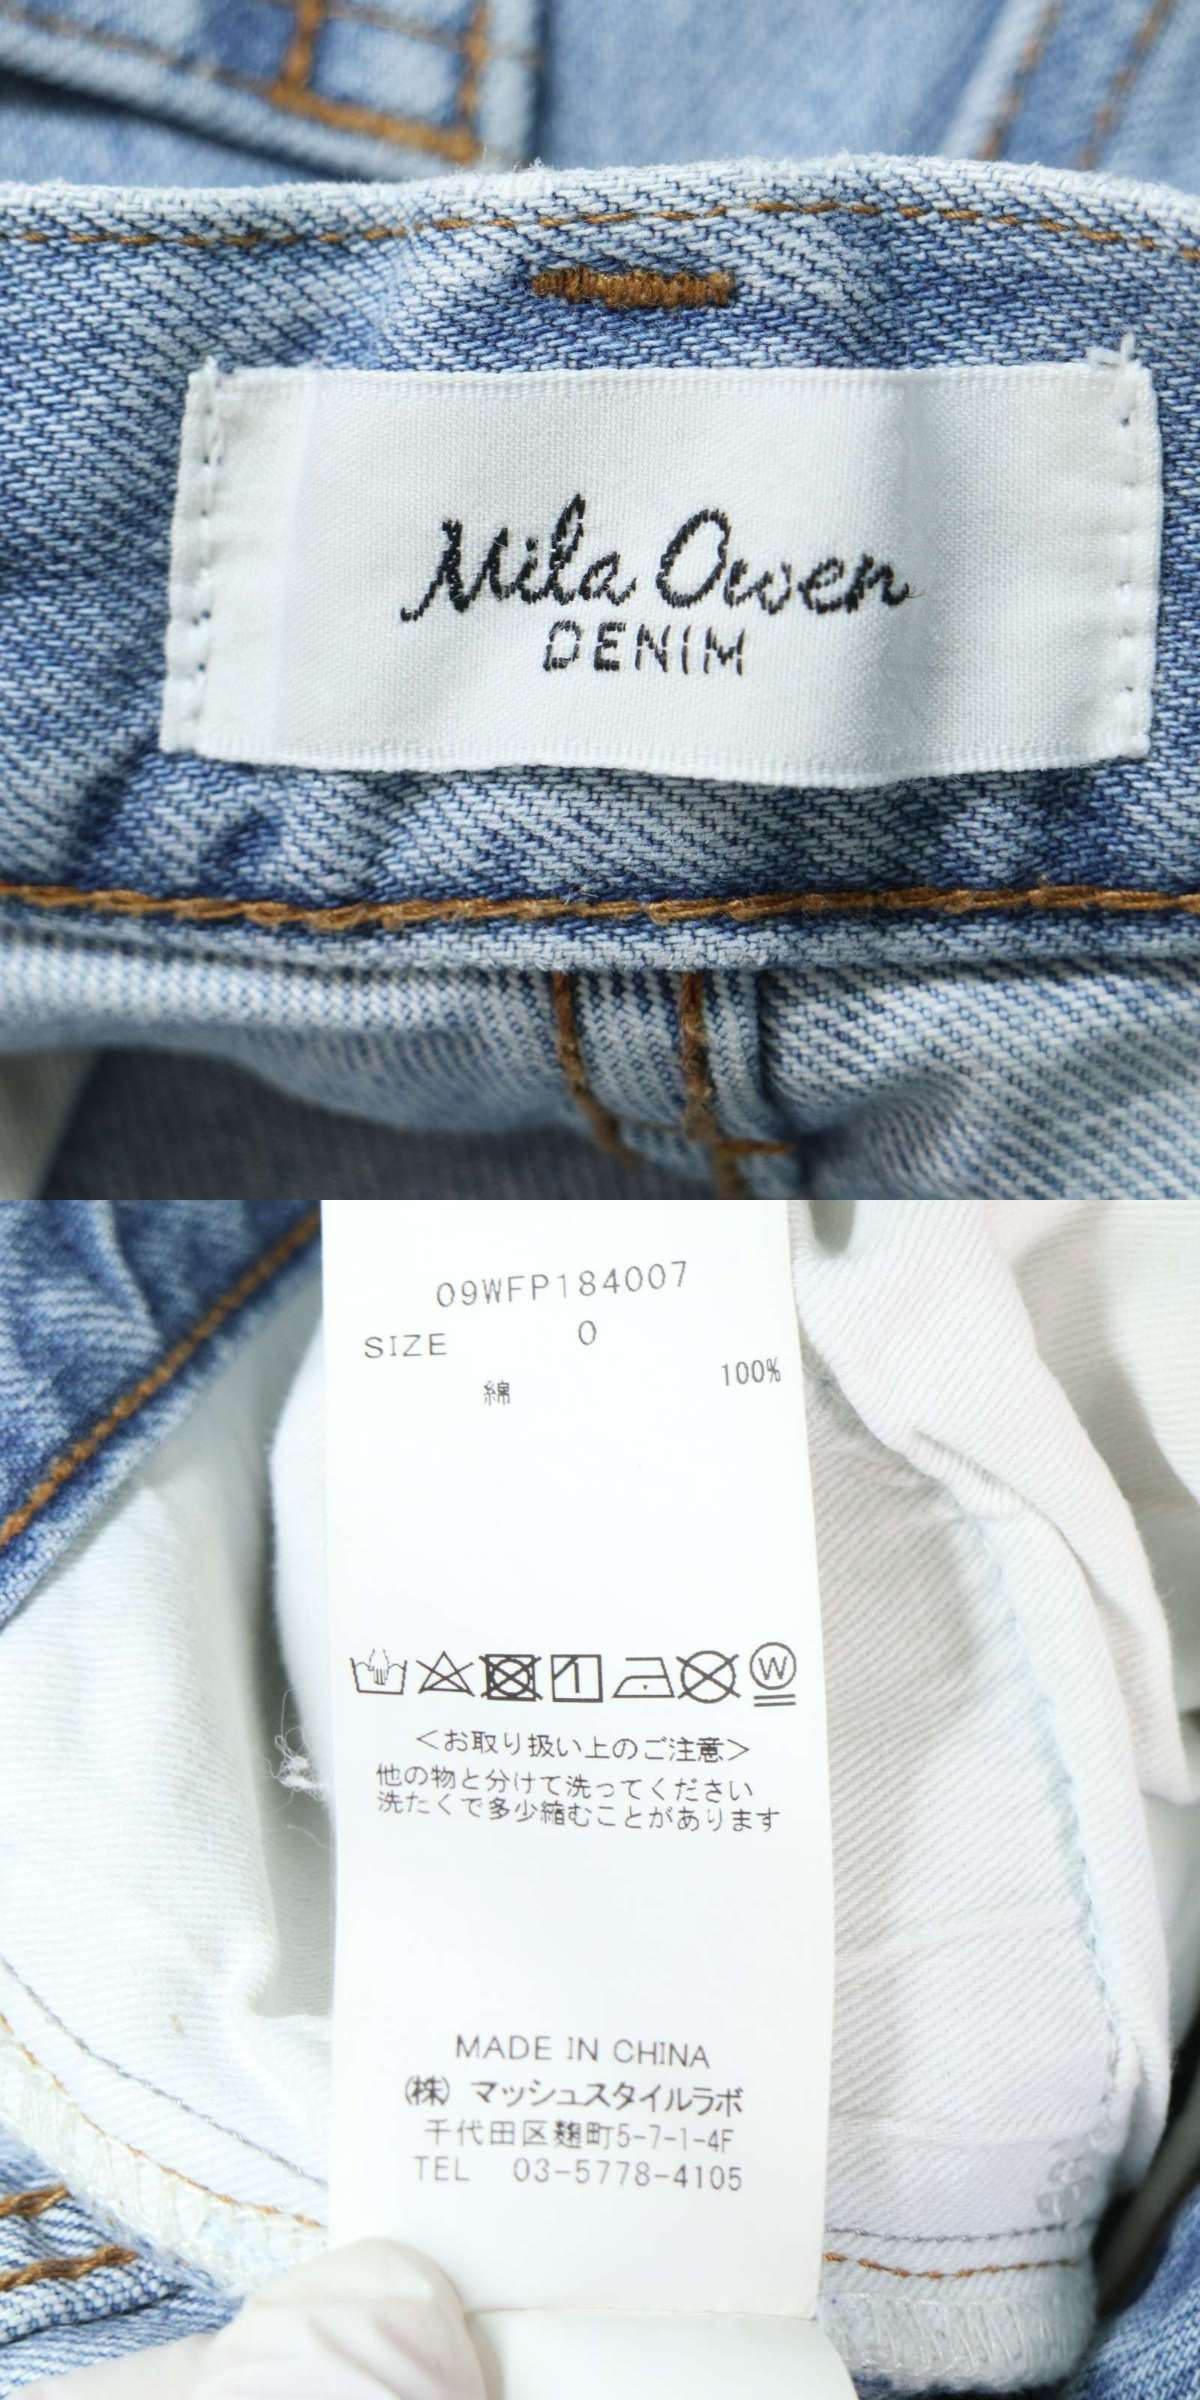 Mila Owen
DENIM
09WFP184007
SIZE 0
綿 100%
W
<お取り扱い上のご注意>
他の物と分けて洗ってください
洗たくで多少縮むことがあります
MADE IN CHINA
(株) マッシュスタイルラボ
千代田区麹町5-7-1-4F
TEL 03-5778-4105